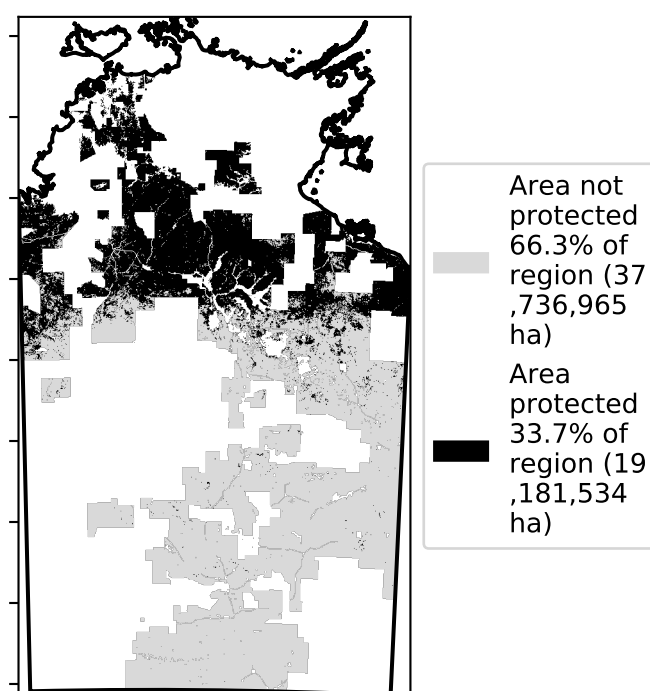 Area not
protected
66.3% of
region (37
,736,965
ha)
Area
protected
33.7% of
region (19
,181,534
ha)